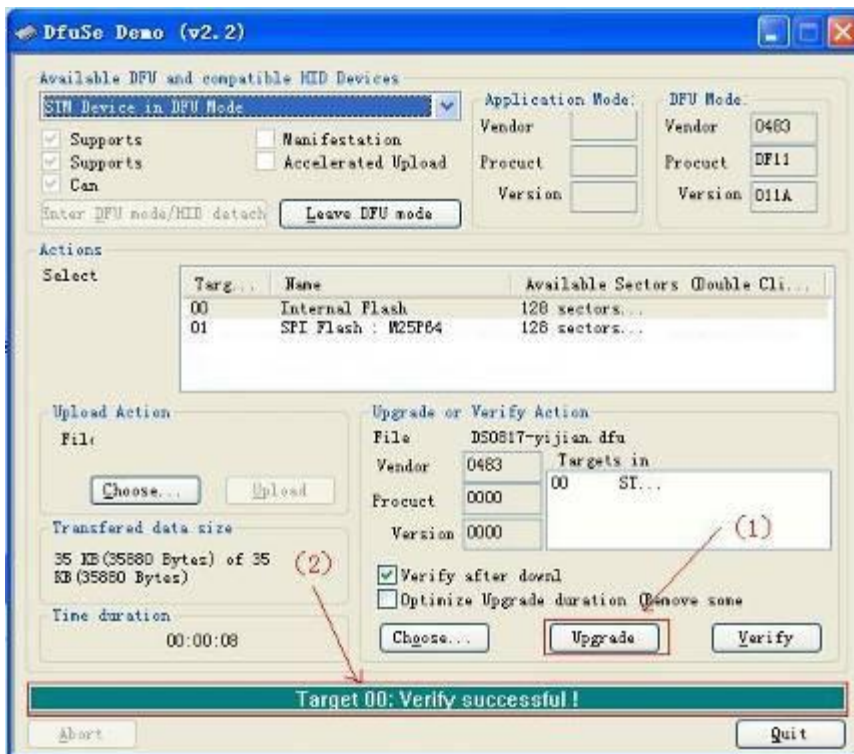 DfuSe Demo (v2.2)
Available DFU and compatible HID Devices
STM Device in DFU Mode
Supports
Manifestation
Supports
Accelerated Upload
Can
Enter DFU mode/HID detach
Leave DFU mode
Application Mode:
Vendor
Procuct
Version
DFU Mode:
Vendor 0483
Procuct DF11
Version 011A
Actions
Select
Targ... Name Available Sectors (Double Cli...
00 Internal Flash 128 sectors...
01 SPI Flash : M25P64 128 sectors...
Upload Action
File
Choose...
Upload
Transfered data size
35 KB(35880 Bytes) of 35
KB(35880 Bytes)
Time duration
00:00:08
Upgrade or Verify Action
File DSO817-yijian.dfu
Vendor 0483
Procuct 0000
Version 0000
Targets in
00 ST...
(1)
(2)
Verify after downl
Optimize Upgrade duration (Remove some
Choose...
Upgrade
Verify
Target 00: Verify successful !
Abort
Quit